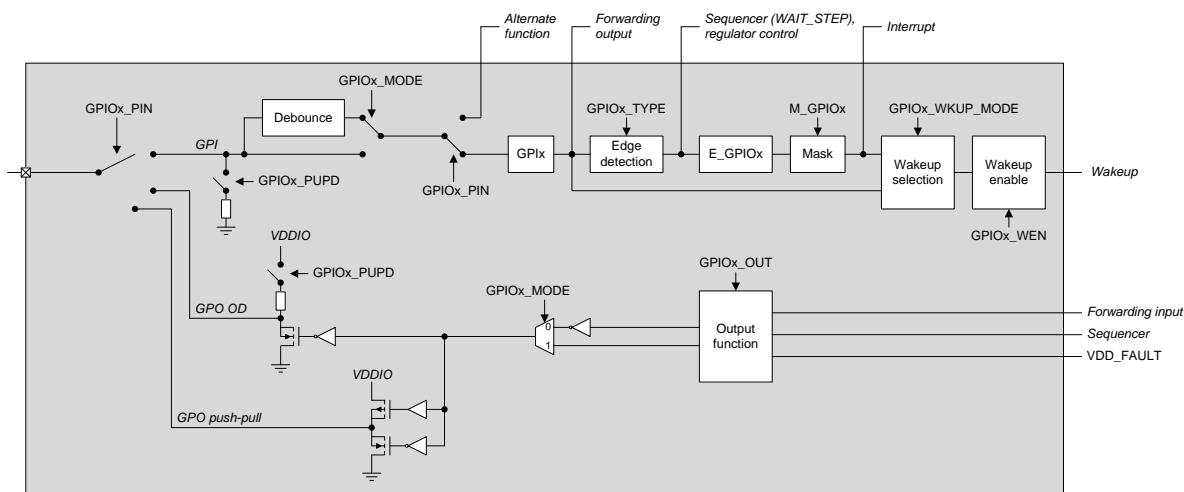 Alternate
function
Forwarding
output
Sequencer (WAIT_STEP),
regulator control
Interrupt
GPIOx_MODE
GPIOx_PIN
Debounce
GPIOx_TYPE
M_GPIOx
GPIOx_WKUP_MODE
GPI
GPIx
Edge
detection
E_GPIOx
Mask
Wakeup
selection
Wakeup
enable
Wakeup
GPIOx_PUPD
GPIOx_PIN
GPIOx_WEN
VDDIO
GPIOx_PUPD
GPIOx_OUT
GPIOx_MODE
GPO OD
0
1
Output
function
Forwarding input
Sequencer
VDD_FAULT
VDDIO
GPO push-pull